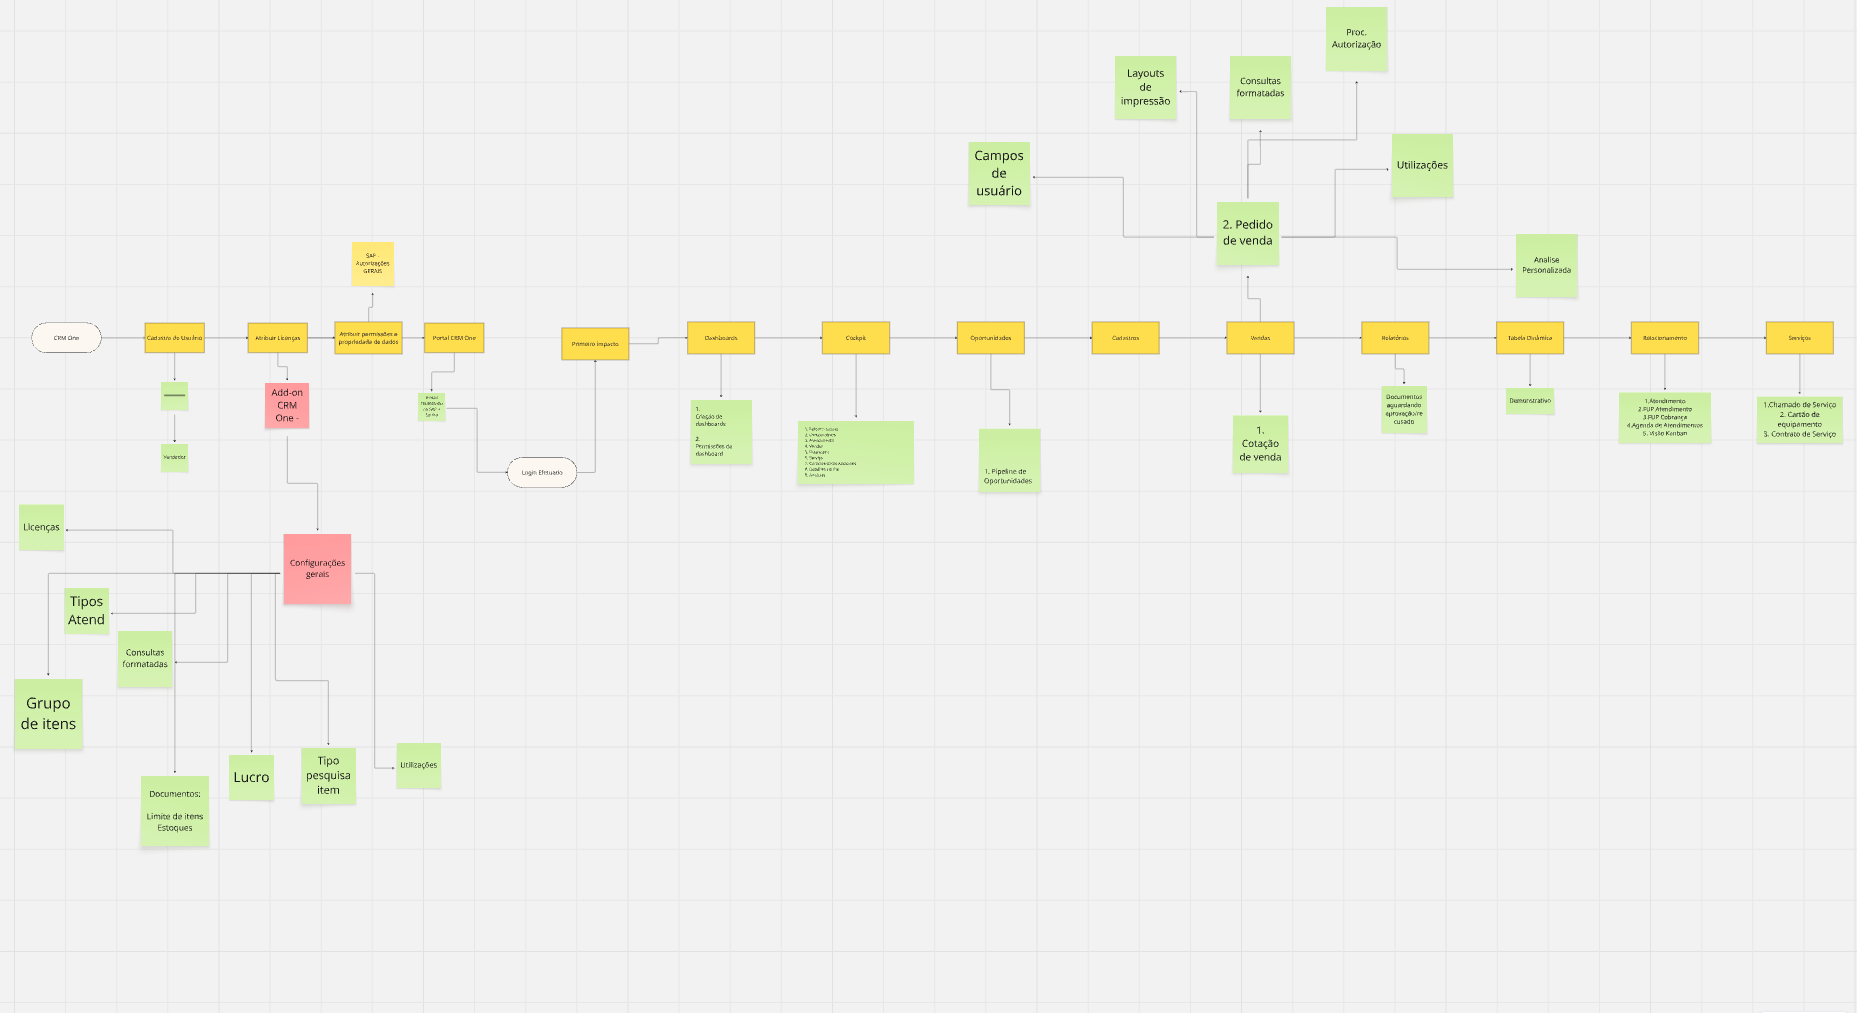 Proc.
Autorização
Layouts
de
impressão
Consultas
formatadas
Campos
de
usuário
Utilizações
2. Pedido
de venda
Analise
Personalizada
SAP -
Autorizações
GERAIS
CRM One
Cadastro do Usuário
Atribuir Licenças
Atribuir permissões e
propriedade de dados
Portal CRM One
Primeiro impacto
Dashboards
Cockpit
Oportunidades
Cadastros
Vendas
Relatórios
Tabela Dinâmica
Relacionamento
Serviços
Add-on
CRM
One -
Vendedor
Login Efetuado
1.
Criação de
dashboards
2.
Permissões de
dashboard
1. Pipeline de
Oportunidades
1.
Cotação
de venda
Documentos
aguardando
aprovação/re
cusado
Demonstrativo
1.Atendimento
2.FUP Atendimento
3.FUP Cobrança
4.Agenda de Atendimentos
5. Visão Kanban
1.Chamado de Serviço
2. Cartão de
equipamento
3. Contrato de Serviço
Licenças
Configurações
gerais
Tipos
Atend
Consultas
formatadas
Grupo
de itens
Documentos:
Limite de itens
Estoques
Lucro
Tipo
pesquisa
item
Utilizações